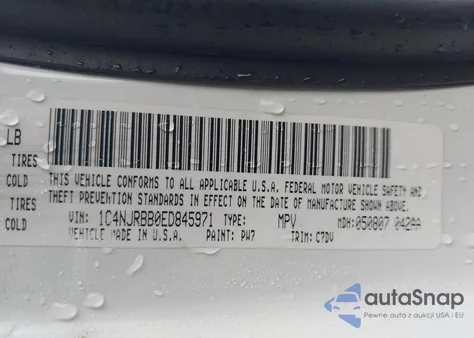 LB
TIRES
COLD
TIRES
COLD
THIS VEHICLE CONFORMS TO ALL APPLICABLE U.S.A. FEDERAL MOTOR VEHICLE SAFETY AND
THEFT PREVENTION STANDARDS IN EFFECT ON THE DATE OF MANUFACTURE SHOWN ABOVE.
VIN: 1C4NJRBB0ED845971 TYPE: MPV MDH: 050807 042AA
VEHICLE MADE IN U.S.A. PAINT: PW7 TRIM: C7DV
autoSnap
Pewne auta z aukcji USA i EU